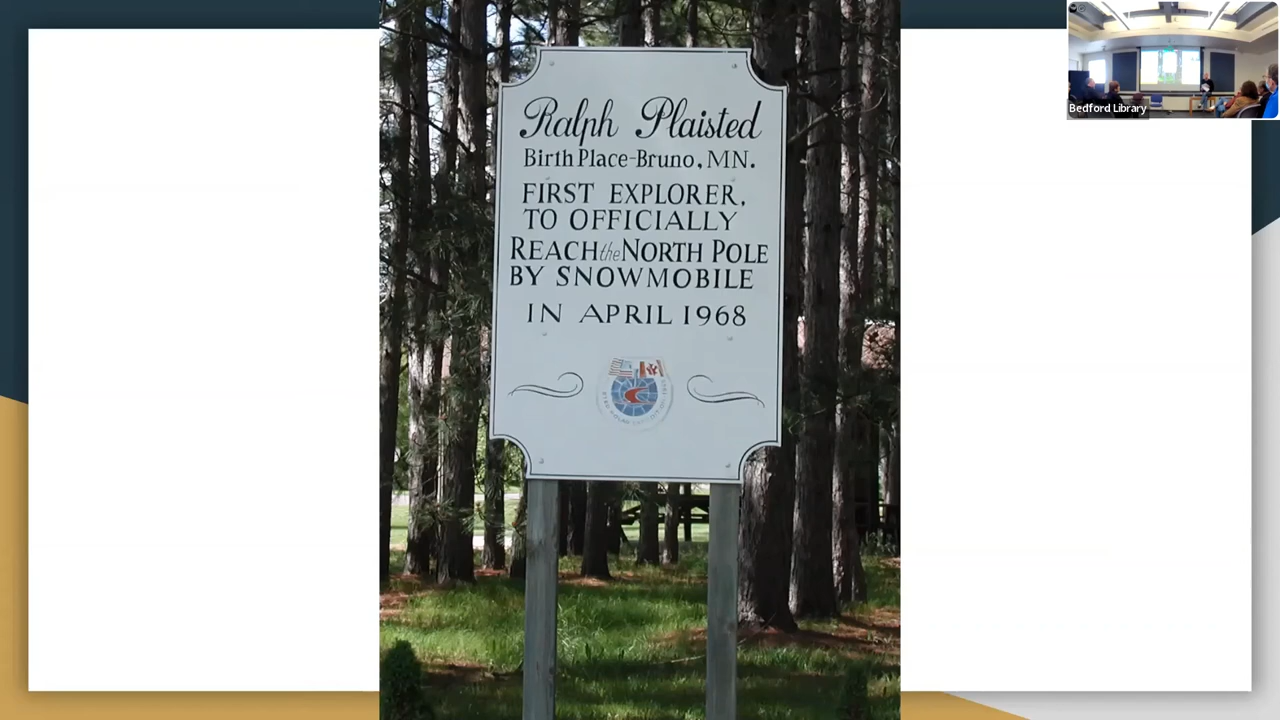 Ralph Plaisted
Birth Place-Bruno, MN.
FIRST EXPLORER,
TO OFFICIALLY
REACH the NORTH POLE
BY SNOWMOBILE
IN APRIL 1968
Bedford Library